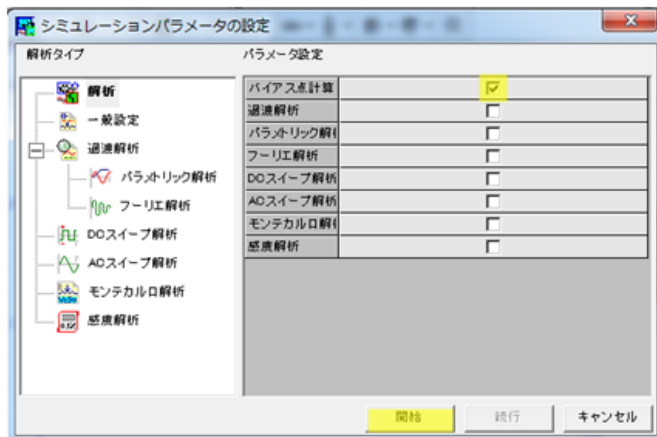 シミュレーションパラメータの設定
解析タイプ
パラメータ設定
解析
一般設定
過渡解析
パラメトリック解析
フーリエ解析
DCスイープ解析
ACスイープ解析
モンテカルロ解析
感度解析
バイアス点計算
過渡解析
パラメトリック解
フーリエ解析
DCスイープ解析
ACスイープ解析
モンテカルロ解
感度解析
開始
続行
キャンセル